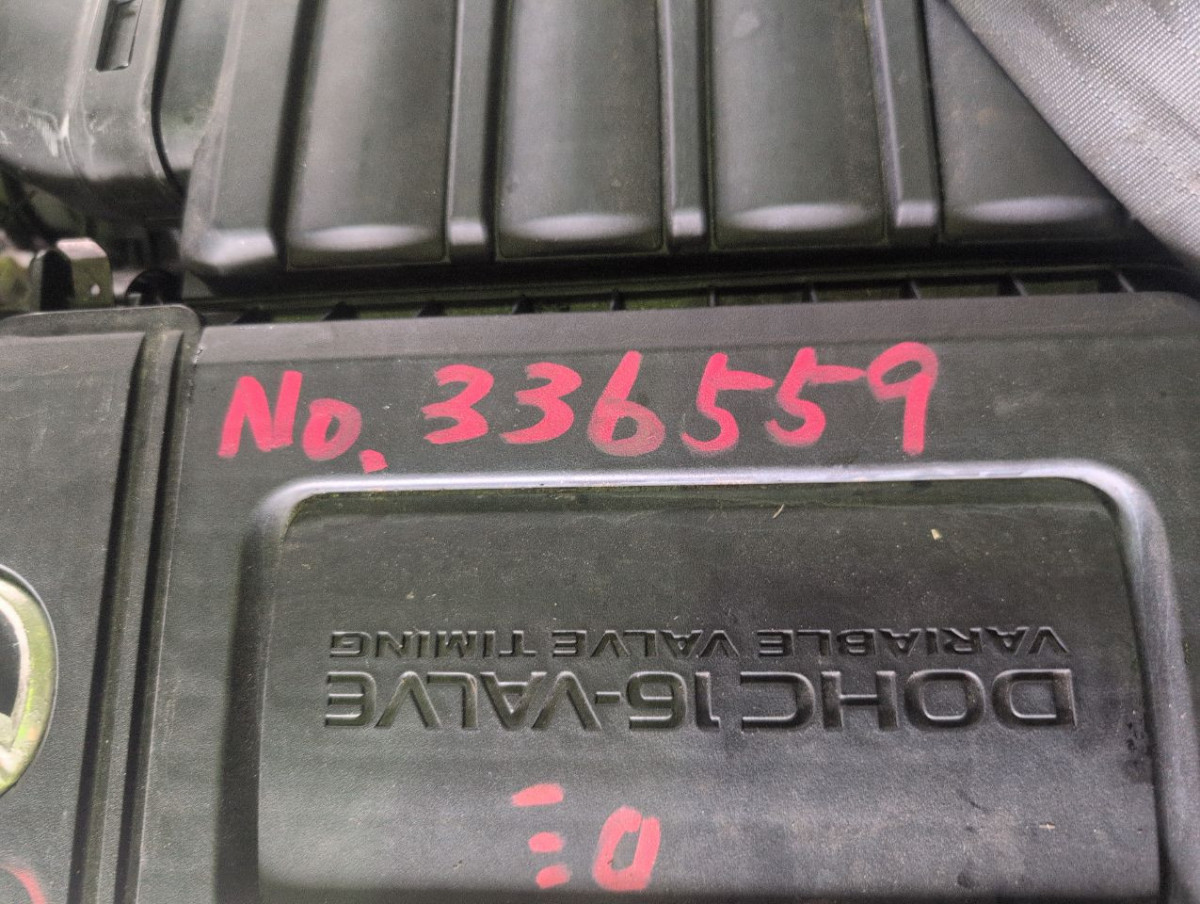 No. 336559
DOHC 16-VALVE
VARIABLE VALVE TIMING